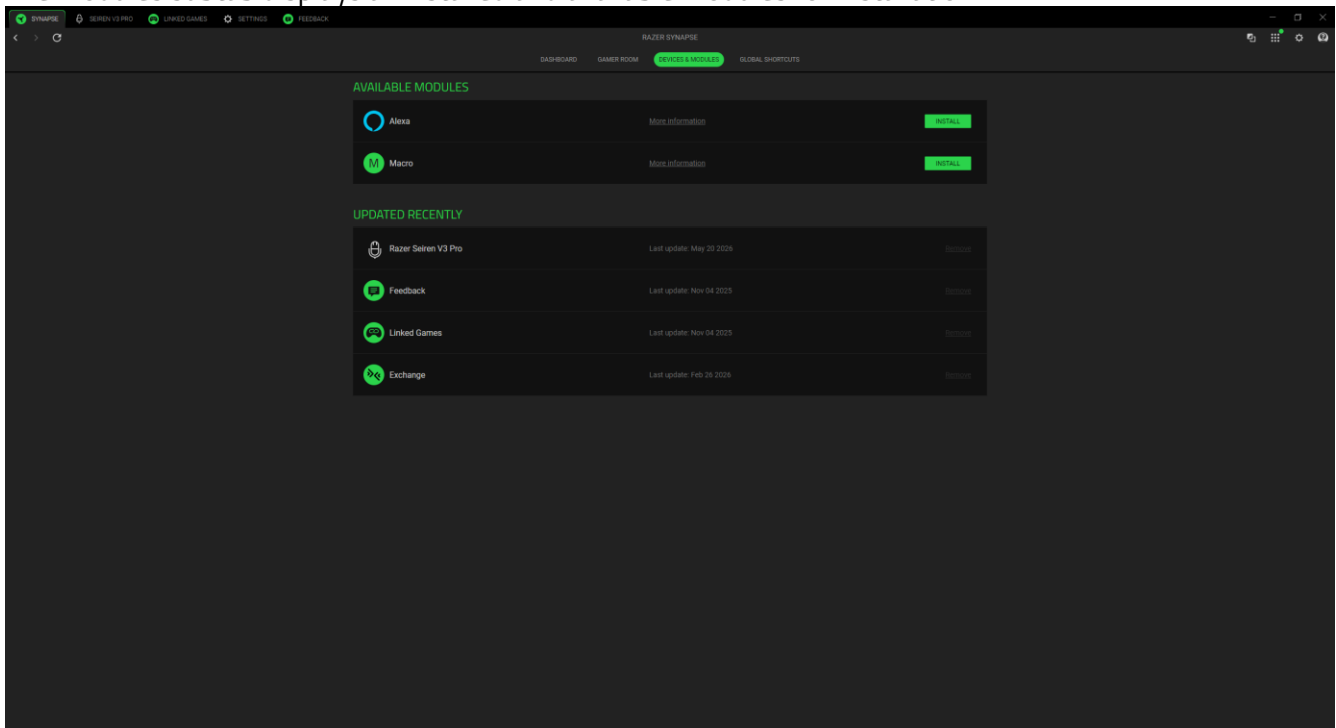 SYNAPSE SEIREN V3 PRO LINKED GAMES SETTINGS FEEDBACK
RAZER SYNAPSE
DASHBOARD GAMER ROOM DEVICES & MODULES GLOBAL SHORTCUTS
AVAILABLE MODULES
Alexa More information INSTALL
M Macro More information INSTALL
UPDATED RECENTLY
Razer Seiren V3 Pro Last update: May 20 2026 Remove
Feedback Last update: Nov 04 2025 Remove
Linked Games Last update: Nov 04 2025 Remove
Exchange Last update: Feb 26 2026 Remove